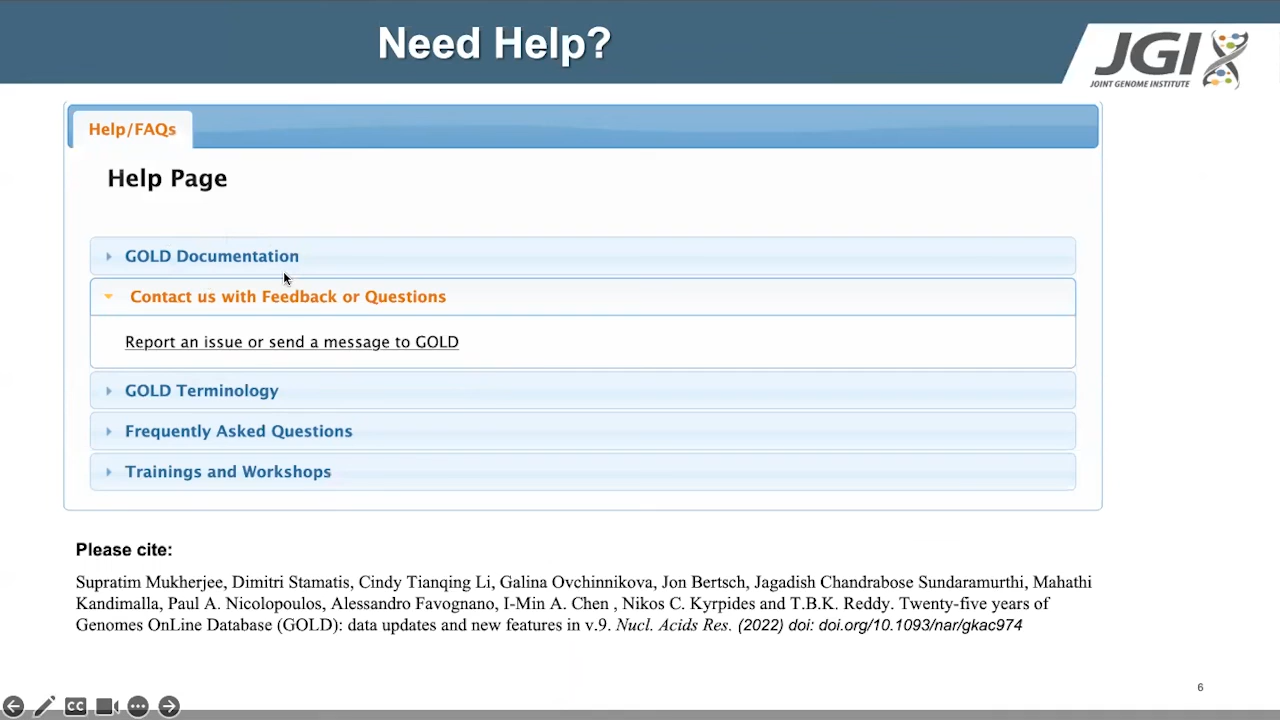 Need Help?
JGI
JOINT GENOME INSTITUTE
Help/FAQs
Help Page
GOLD Documentation
Contact us with Feedback or Questions
Report an issue or send a message to GOLD
GOLD Terminology
Frequently Asked Questions
Trainings and Workshops
Please cite:
Supratim Mukherjee, Dimitri Stamatis, Cindy Tianqing Li, Galina Ovchinnikova, Jon Bertsch, Jagadish Chandrabose Sundaramurthi, Mahathi
Kandimalla, Paul A. Nicolopoulos, Alessandro Favognano, I-Min A. Chen , Nikos C. Kyrpides and T.B.K. Reddy. Twenty-five years of
Genomes OnLine Database (GOLD): data updates and new features in v.9. Nucl. Acids Res. (2022) doi: doi.org/10.1093/nar/gkac974
6
CC